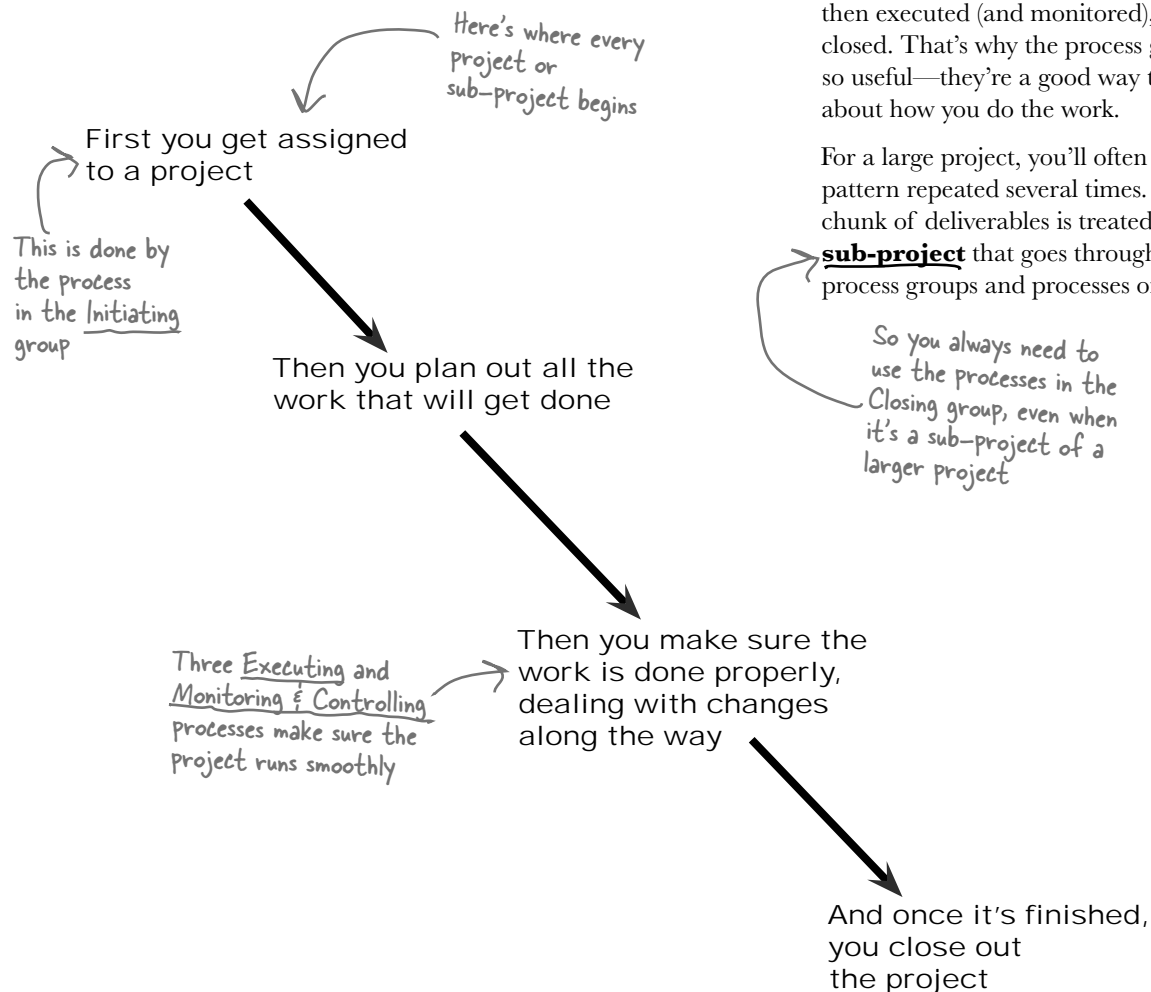 Here's where every
project or
sub-project begins
First you get assigned
to a project
This is done by
the process
in the Initiating
group
then executed (and monitored),
closed. That's why the process
so useful—they're a good way
about how you do the work.
For a large project, you'll often
pattern repeated several times.
chunk of deliverables is treated
sub-project that goes through
process groups and processes
So you always need to
use the processes in the
Closing group, even when
it's a sub-project of a
larger project
Then you plan out all the
work that will get done
Three Executing and
Monitoring & Controlling
processes make sure the
project runs smoothly
Then you make sure the
work is done properly,
dealing with changes
along the way
And once it's finished,
you close out
the project